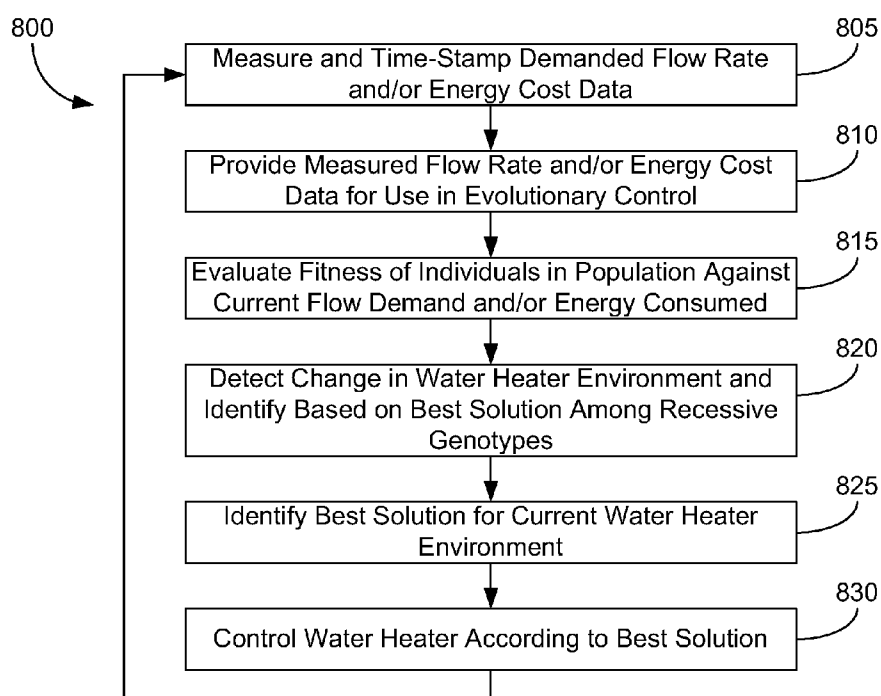 800
805
Measure and Time-Stamp Demanded Flow Rate
and/or Energy Cost Data
810
Provide Measured Flow Rate and/or Energy Cost
Data for Use in Evolutionary Control
815
Evaluate Fitness of Individuals in Population Against
Current Flow Demand and/or Energy Consumed
820
Detect Change in Water Heater Environment and
Identify Based on Best Solution Among Recessive
Genotypes
825
Identify Best Solution for Current Water Heater
Environment
830
Control Water Heater According to Best Solution